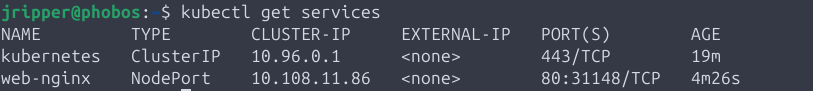 jripper@phobos:~$ kubectl get services
NAME TYPE CLUSTER-IP EXTERNAL-IP PORT(S) AGE
kubernetes ClusterIP 10.96.0.1 <none> 443/TCP 19m
web-nginx NodePort 10.108.11.86 <none> 80:31148/TCP 4m26s